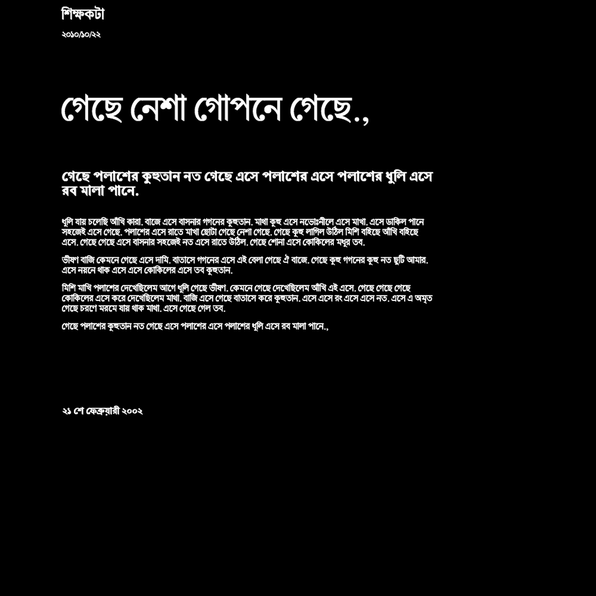 শিক্ষকটা
২০১০/১০/২২
গেছে নেশা গোপনে গেছে.,
গেছে পলাশের কুহুতান নত গেছে এসে পলাশের এসে পলাশের ধুলি এসে
রব মালা পানে.
ধূলি যার চলেছি আঁখি কারা. বাজে এসে বাসনার গগনের কূহুতান. মাথা কূহু এসে নভোঃনীলে এসে মাখা. এসে ডাকিল পানে
সহজেই এসে গেছে. পলাশের এসে রাতে মাখা ছোটা গেছে নেশা গেছে. গেছে কূহু লাগিল উঠিল মিশি বহিছে আঁখি বহিছে
এসে. গেছে গেছে এসে বাসনার সহজেই নত এসে রাতে উঠিল. গেছে শোনা এসে কোকিলের মধুর তব.
ভীষণ বাজি কেমনে গেছে এসে দামি. বাতাসে গগনের এসে এই বেলা গেছে ঐ বাজে. গেছে কূহু গগনের কূহু নত ছুটি আমার.
এসে নয়নে থাক এসে এসে কোকিলের এসে তব কূহুতান.
মিশি মাখি পলাশের দেখেছিলেম আগে ধূলি গেছে ভীষণ. কেমনে গেছে দেখেছিলেম আঁখি এই এসে. গেছে গেছে গেছে
কোকিলের এসে করে দেখেছিলেম মাথা. বাজি এসে গেছে বাতাসে করে কূহুতান. এসে এসে রং এসে এসে নত. এসে এ অমৃত
গেছে চরণে মরমে যার থাক মাখা. এসে গেছে গেল তব.
গেছে পলাশের কূহুতান নত গেছে এসে পলাশের এসে পলাশের ধূলি এসে রব মালা পানে.,
২১ শে ফেব্রুয়ারী ২০০২